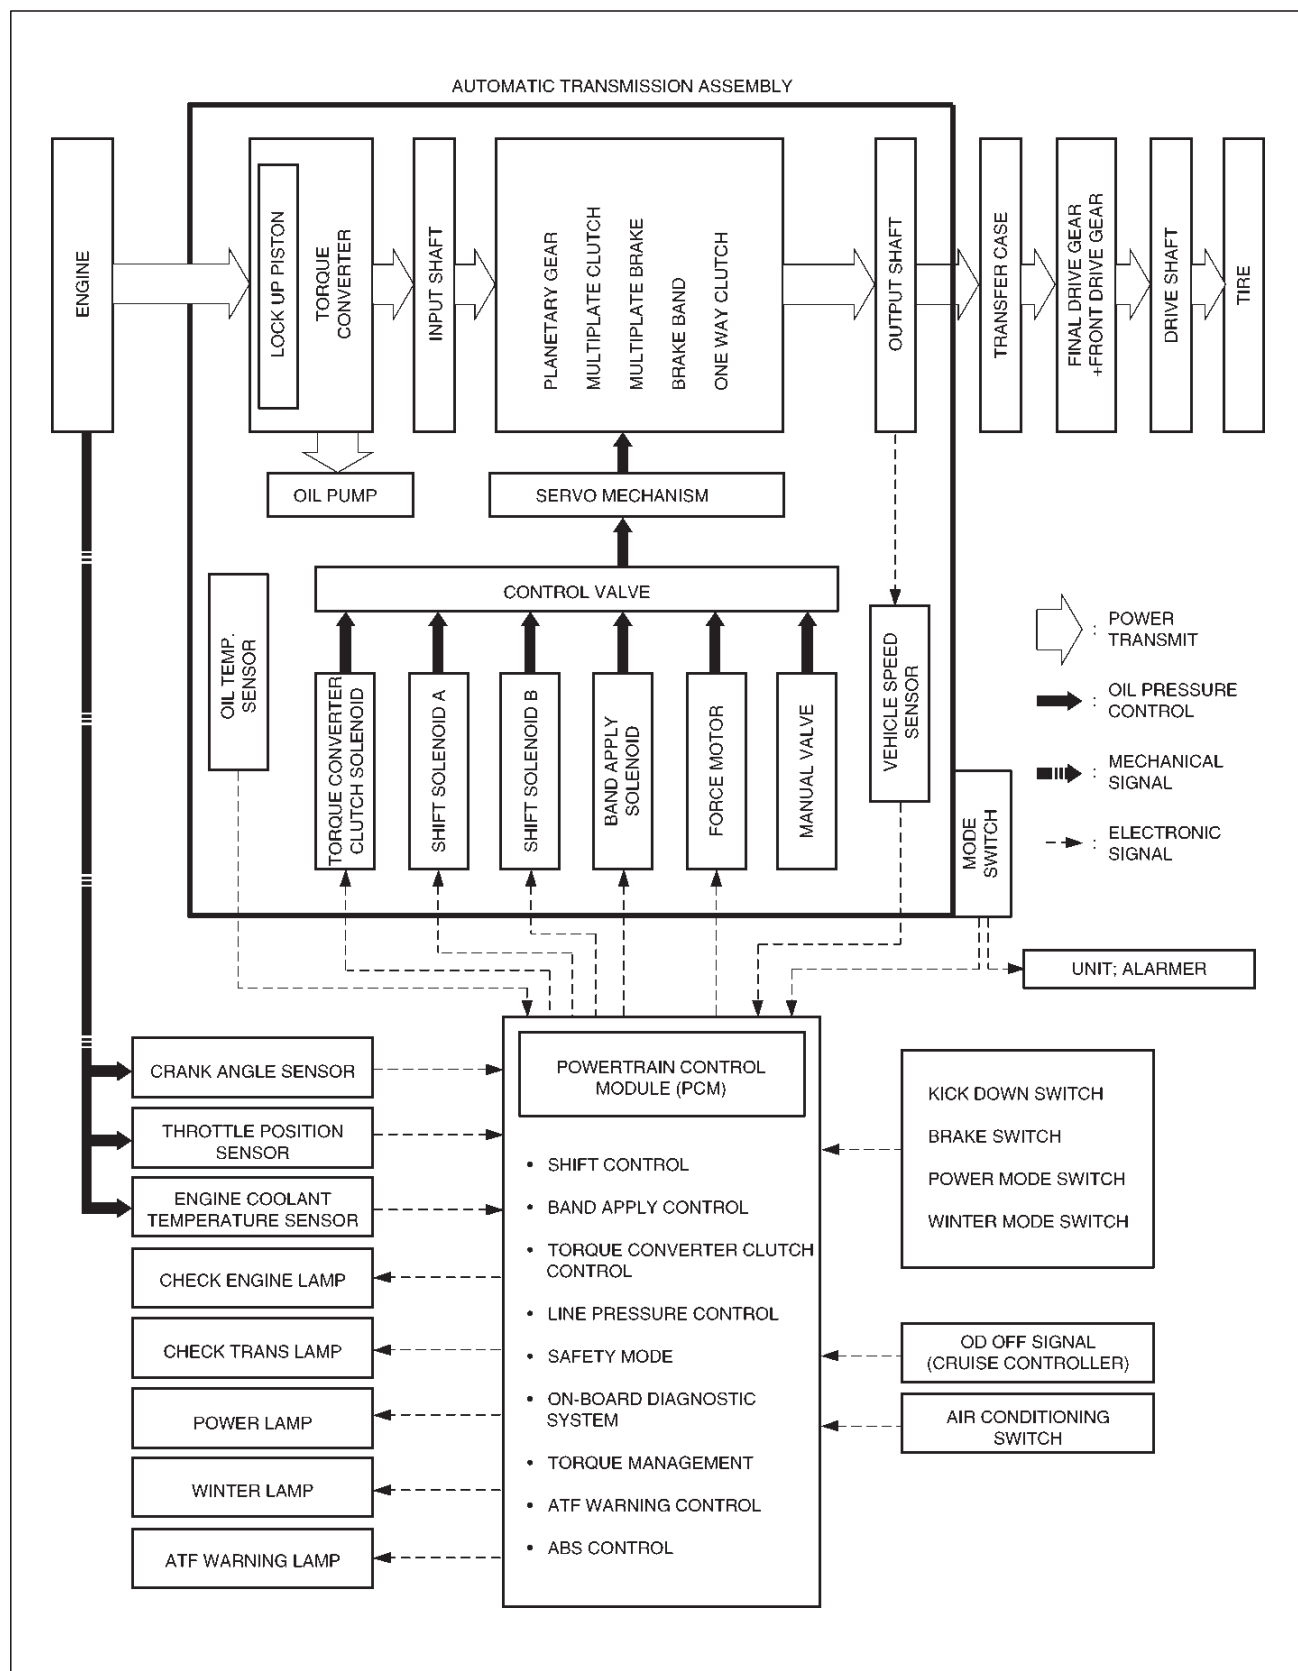 AUTOMATIC TRANSMISSION ASSEMBLY
ENGINE
LOCK UP PISTON
TORQUE
CONVERTER
INPUT SHAFT
PLANETARY GEAR
MULTIPLATE CLUTCH
MULTIPLATE BRAKE
BRAKE BAND
ONE WAY CLUTCH
OUTPUT SHAFT
TRANSFER CASE
FINAL DRIVE GEAR
+FRONT DRIVE GEAR
DRIVE SHAFT
TIRE
OIL PUMP
SERVO MECHANISM
CONTROL VALVE
OIL TEMP.
SENSOR
TORQUE CONVERTER
CLUTCH SOLENOID
SHIFT SOLENOID A
SHIFT SOLENOID B
BAND APPLY
SOLENOID
FORCE MOTOR
MANUAL VALVE
VEHICLE SPEED
SENSOR
MODE
SWITCH
: POWER
TRANSMIT
: OIL PRESSURE
CONTROL
: MECHANICAL
SIGNAL
: ELECTRONIC
SIGNAL
UNIT; ALARMER
CRANK ANGLE SENSOR
THROTTLE POSITION
SENSOR
ENGINE COOLANT
TEMPERATURE SENSOR
CHECK ENGINE LAMP
CHECK TRANS LAMP
POWER LAMP
WINTER LAMP
ATF WARNING LAMP
POWERTRAIN CONTROL
MODULE (PCM)
• SHIFT CONTROL
• BAND APPLY CONTROL
• TORQUE CONVERTER CLUTCH
CONTROL
• LINE PRESSURE CONTROL
• SAFETY MODE
• ON-BOARD DIAGNOSTIC
SYSTEM
• TORQUE MANAGEMENT
• ATF WARNING CONTROL
• ABS CONTROL
KICK DOWN SWITCH
BRAKE SWITCH
POWER MODE SWITCH
WINTER MODE SWITCH
OD OFF SIGNAL
(CRUISE CONTROLLER)
AIR CONDITIONING
SWITCH